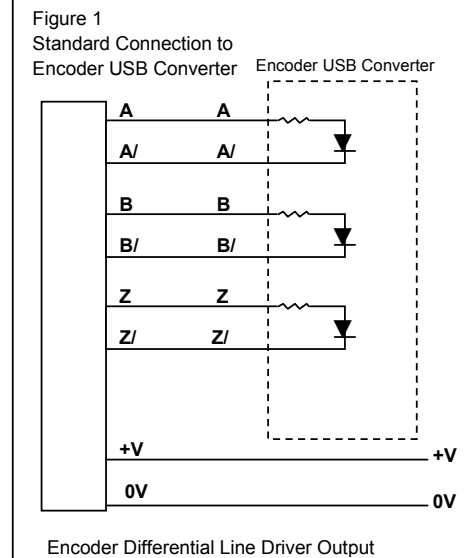 Figure 1
Standard Connection to
Encoder USB Converter
Encoder USB Converter
A A
A/ A/
B B
B/ B/
Z Z
Z/ Z/
+V +V
0V 0V
Encoder Differential Line Driver Output